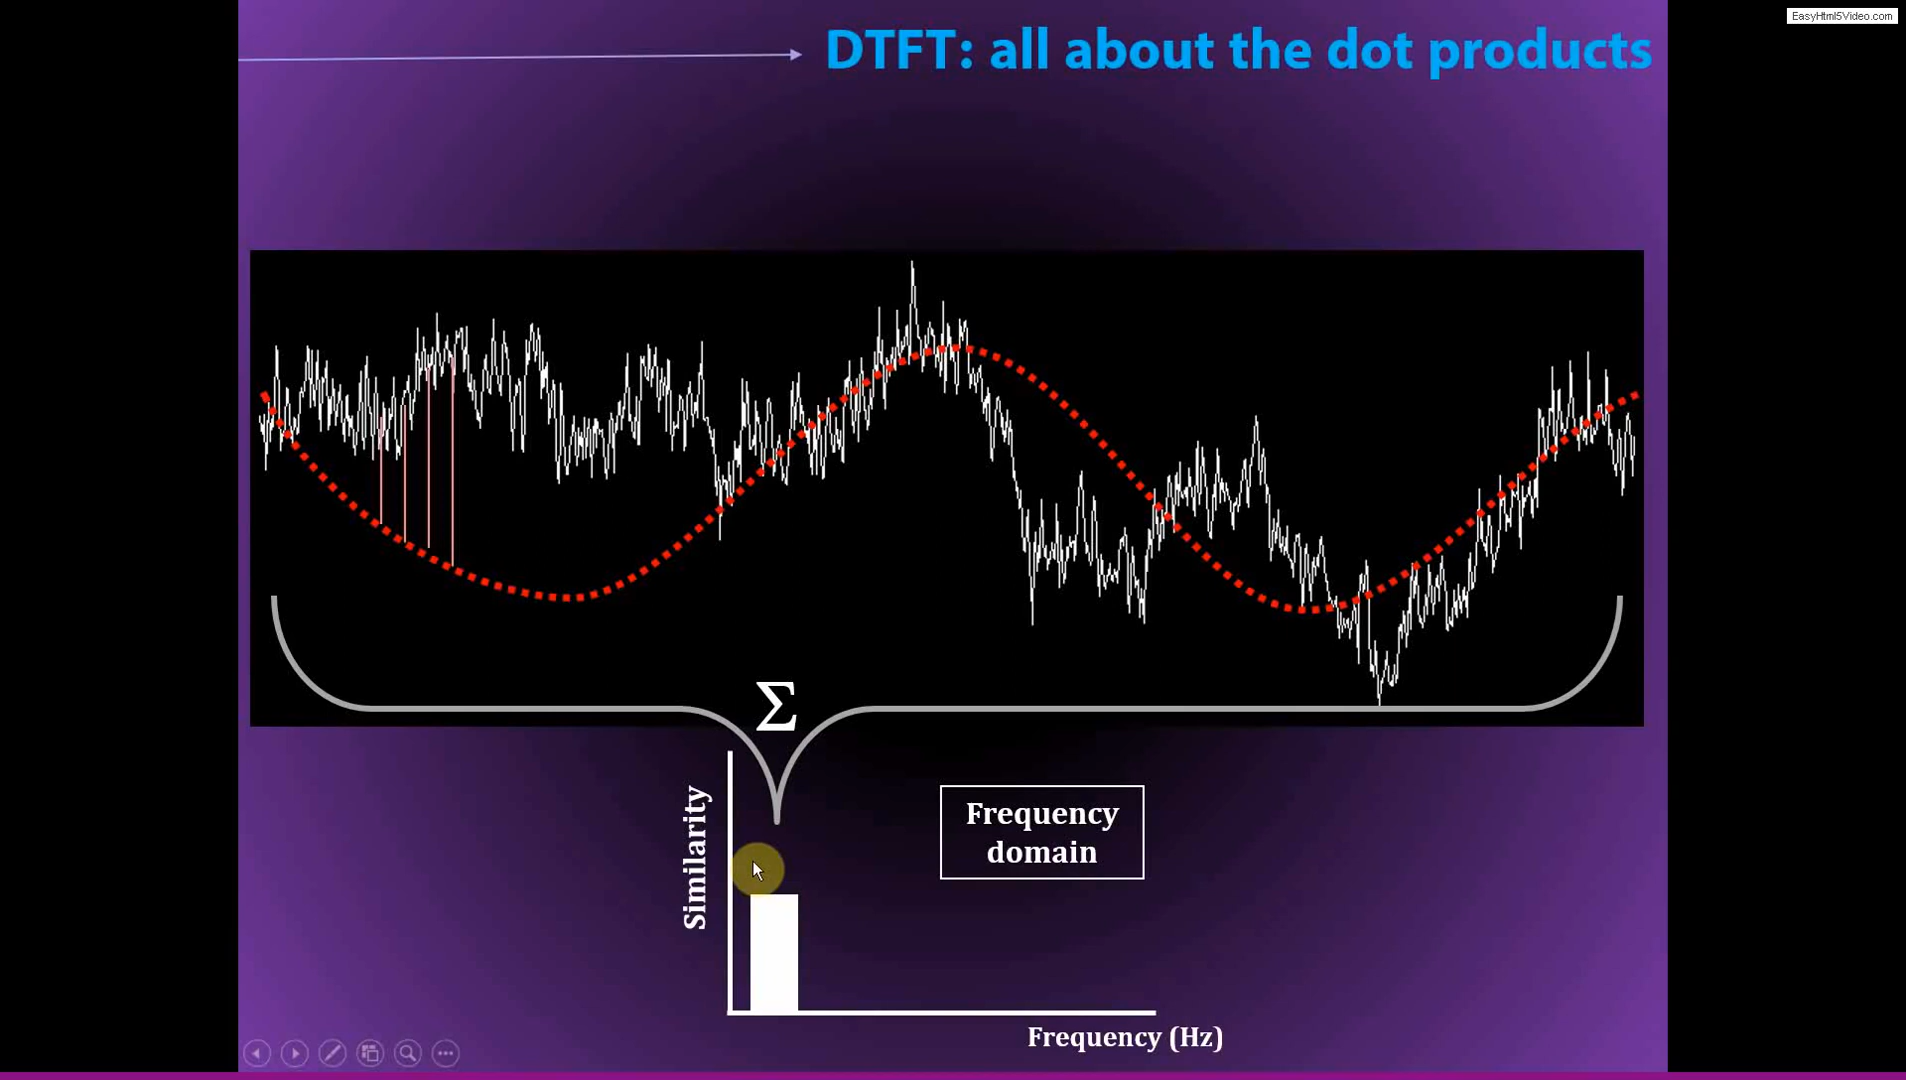 EasyHtml5Video.com
DTFT: all about the dot products
Σ
Similarity
Frequency
domain
Frequency (Hz)